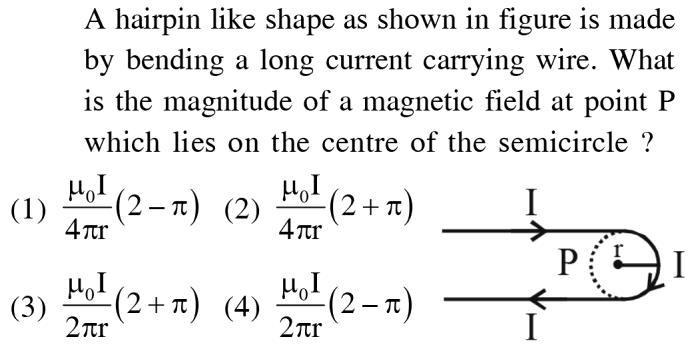 A hairpin like shape as shown in figure is made
by bending a long current carrying wire. What
is the magnitude of a magnetic field at point P
which lies on the centre of the semicircle ?
(1) μ₀I/4πr (2 − π) (2) μ₀I/4πr (2 + π)
(3) μ₀I/2πr (2 + π) (4) μ₀I/2πr (2 − π)
I
P r I
I